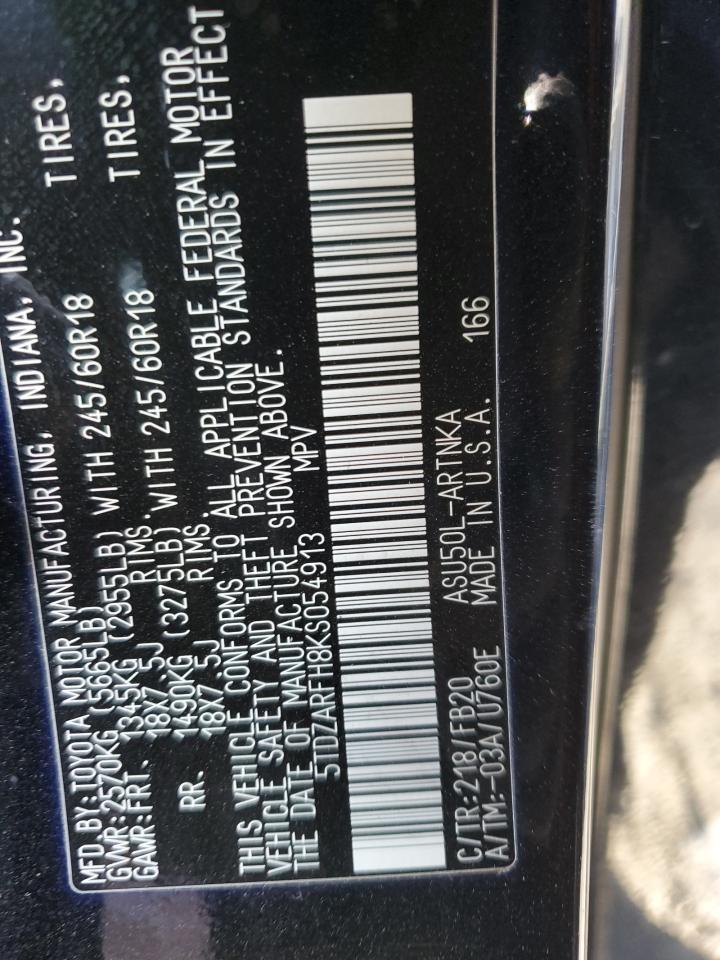 MFD.BY:TOYOTA MOTOR MANUFACTURING, INDIANA, INC.
GVWR:2570KG (5665LB)
GAWR:FRT. 1345KG (2955LB) WITH 245/60R18 TIRES,
18X7.5J RIMS.
RR. 1490KG (3275LB) WITH 245/60R18 TIRES,
18X7.5J RIMS.
THIS VEHICLE CONFORMS TO ALL APPLICABLE FEDERAL MOTOR
VEHICLE SAFETY AND THEFT PREVENTION STANDARDS IN EFFECT
THE DATE OF MANUFACTURE SHOWN ABOVE.
5TDZARFH8KS054913 MPV
C/TR:218/FB20 ASU50L-ARTNKA
A/TM:-03A/U760E MADE IN U.S.A. 166